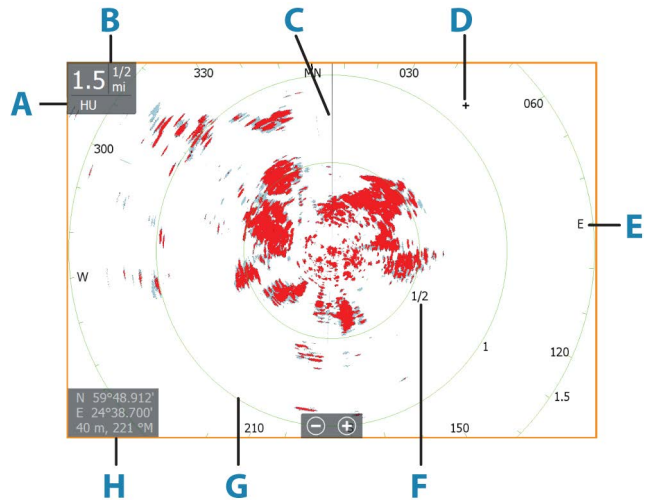 B
C
D
1.5 1/2 mi
HU
A
330
MN
030
060
300
E
E
W
1/2
1
120
1.5
N 59°48.912'
E 24°38.700'
40 m, 221 °M
210
150
H
G
F